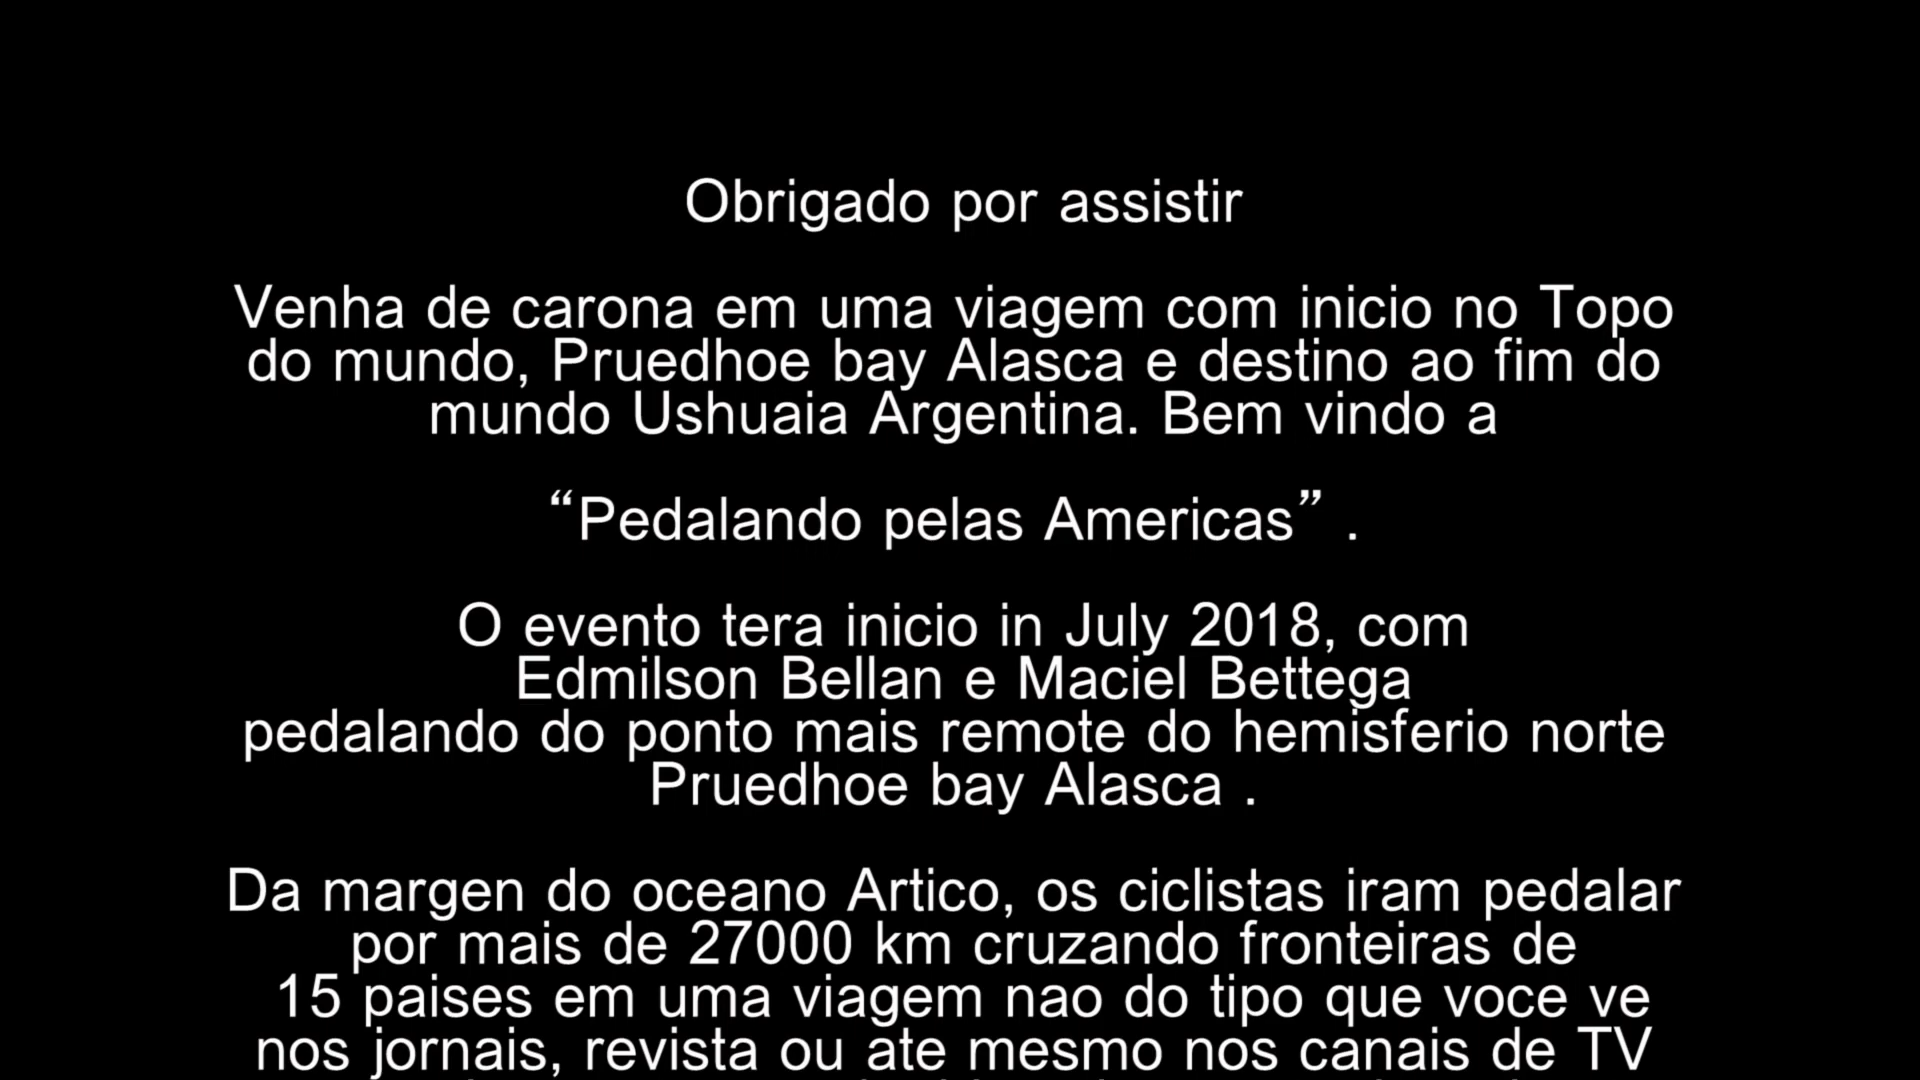 Obrigado por assistir
Venha de carona em uma viagem com inicio no Topo
do mundo, Pruedhoe bay Alasca e destino ao fim do
mundo Ushuaia Argentina. Bem vindo a
“Pedalando pelas Americas” .
O evento tera inicio in July 2018, com
Edmilson Bellan e Maciel Bettega
pedalando do ponto mais remote do hemisferio norte
Pruedhoe bay Alasca .
Da margen do oceano Artico, os ciclistas iram pedalar
por mais de 27000 km cruzando fronteiras de
15 paises em uma viagem nao do tipo que voce ve
nos jornais, revista ou ate mesmo nos canais de TV